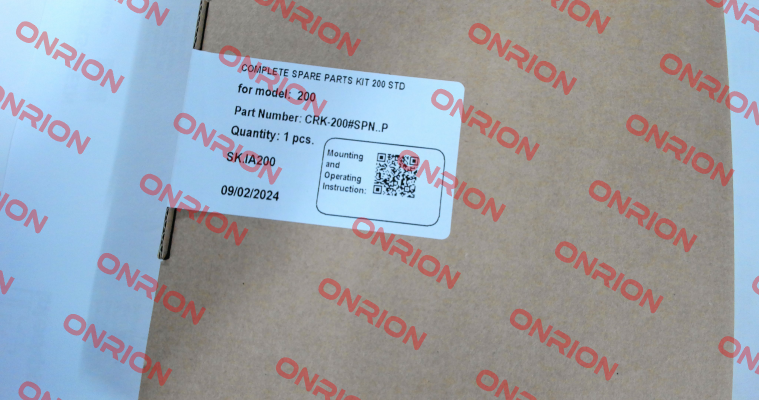 COMPLETE SPARE PARTS KIT 200 STD
for model: 200
Part Number: CRK-200#SPN..P
Quantity: 1 pcs.
SK.IA200
09/02/2024
Mounting
and
Operating
Instruction:
ONRION